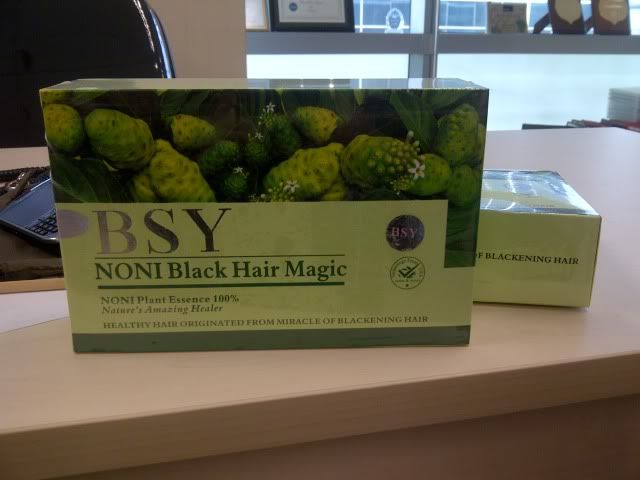 BSY
BSY
NONI Black Hair Magic
NONI Plant Essence 100%
Nature's Amazing Healer
HEALTHY HAIR ORIGINATED FROM MIRACLE OF BLACKENING HAIR
OF BLACKENING HAIR